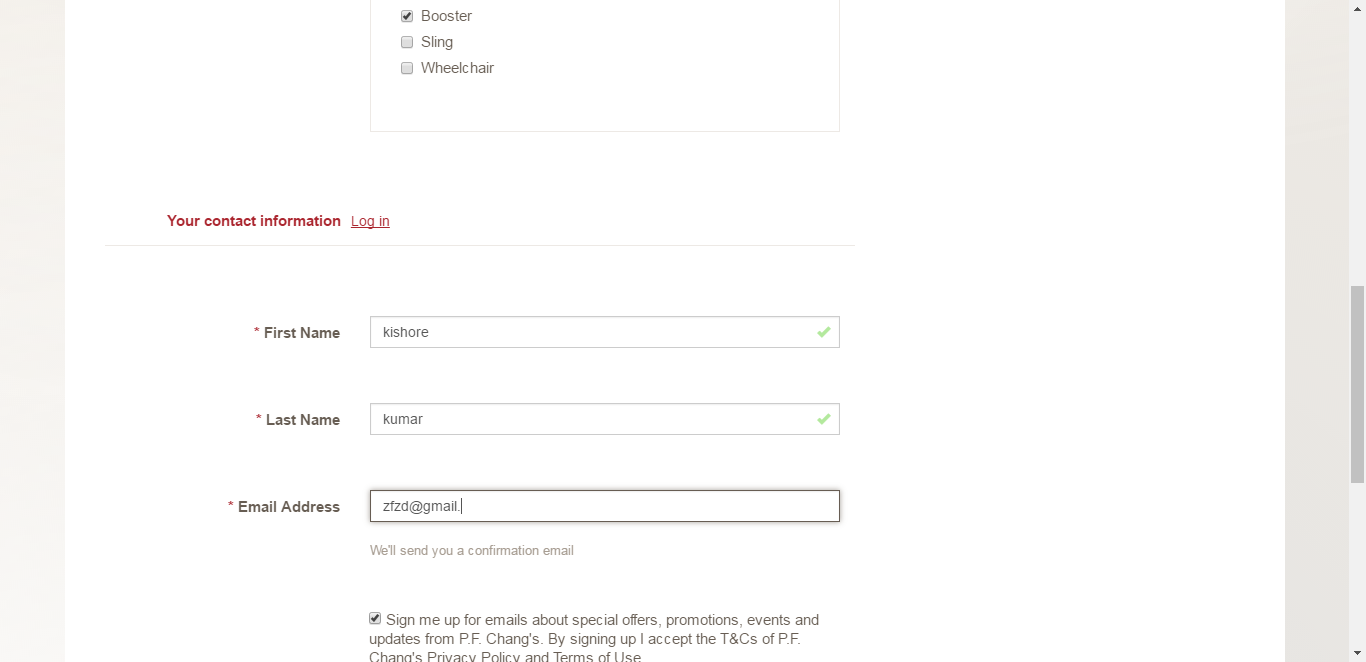 Booster
Sling
Wheelchair
Your contact information Log in
* First Name kishore
* Last Name kumar
* Email Address zfzd@gmail.
We'll send you a confirmation email
Sign me up for emails about special offers, promotions, events and
updates from P.F. Chang's. By signing up I accept the T&Cs of P.F.
Chang's Privacy Policy and Terms of Use